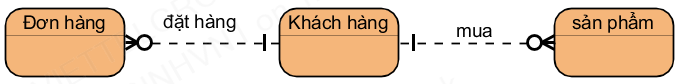 Đơn hàng
đặt hàng
Khách hàng
mua
sản phẩm